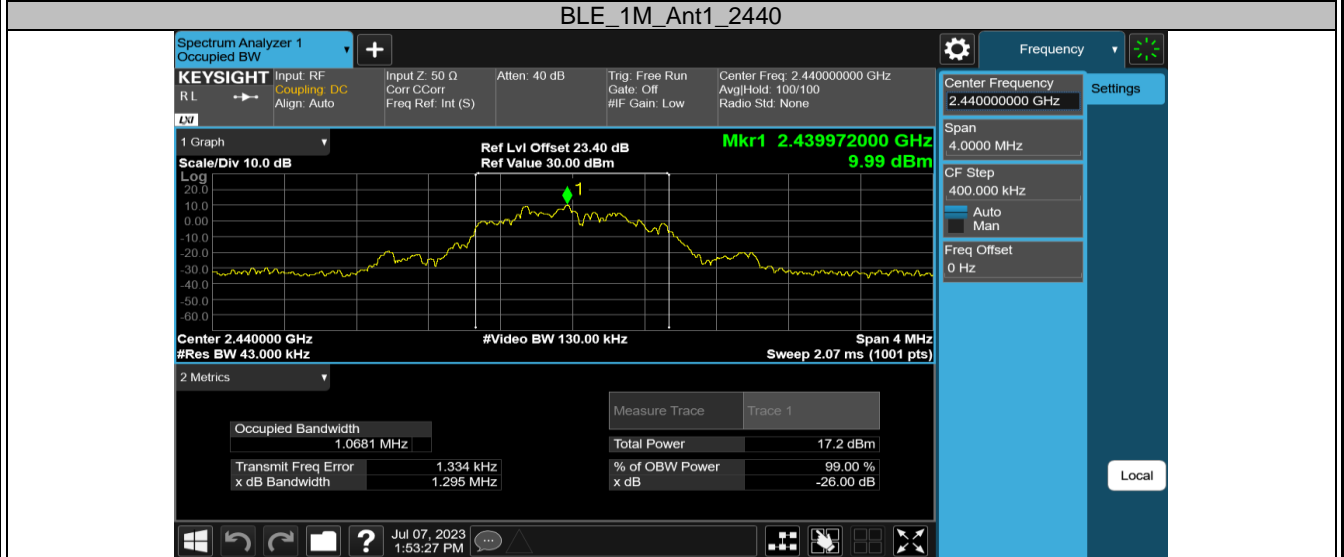 BLE_1M_Ant1_2440
Spectrum Analyzer 1
Occupied BW
+
Frequency
KEYSIGHT
RL
LXI
Input: RF
Coupling: DC
Align: Auto
Input Z: 50 Ω
Corr CCorr
Freq Ref: Int (S)
Atten: 40 dB
Trig: Free Run
Gate: Off
#IF Gain: Low
Center Freq: 2.440000000 GHz
Avg|Hold: 100/100
Radio Std: None
Center Frequency
2.440000000 GHz
Settings
Span
4.0000 MHz
CF Step
400.000 kHz
Auto
Man
Freq Offset
0 Hz
Local
1 Graph
Scale/Div 10.0 dB
Ref Lvl Offset 23.40 dB
Ref Value 30.00 dBm
Mkr1 2.439972000 GHz
9.99 dBm
Log
20.0
10.0
0.00
-10.0
-20.0
-30.0
-40.0
-50.0
-60.0
1
Center 2.440000 GHz
#Res BW 43.000 kHz
#Video BW 130.00 kHz
Span 4 MHz
Sweep 2.07 ms (1001 pts)
2 Metrics
Measure Trace Trace 1
Occupied Bandwidth
1.0681 MHz
Total Power 17.2 dBm
Transmit Freq Error 1.334 kHz
% of OBW Power 99.00 %
x dB Bandwidth 1.295 MHz
x dB -26.00 dB
?
Jul 07, 2023
1:53:27 PM